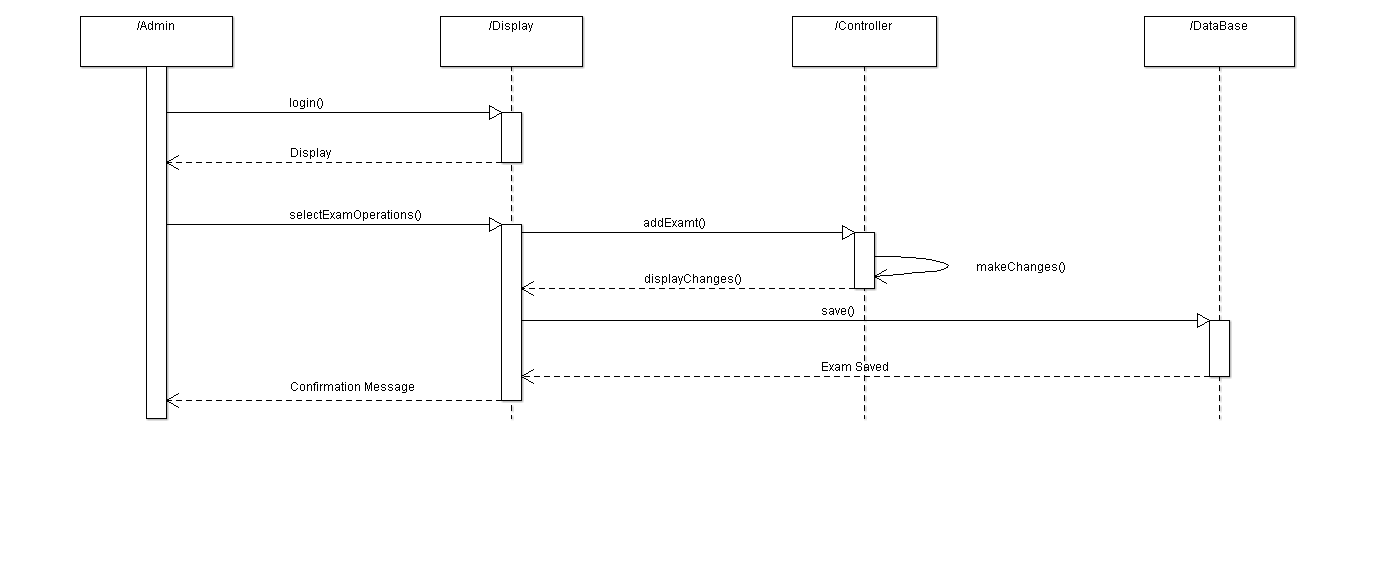 /Admin
/Display
/Controller
/DataBase
login()
Display
selectExamOperations()
addExamt()
makeChanges()
displayChanges()
save()
Exam Saved
Confirmation Message